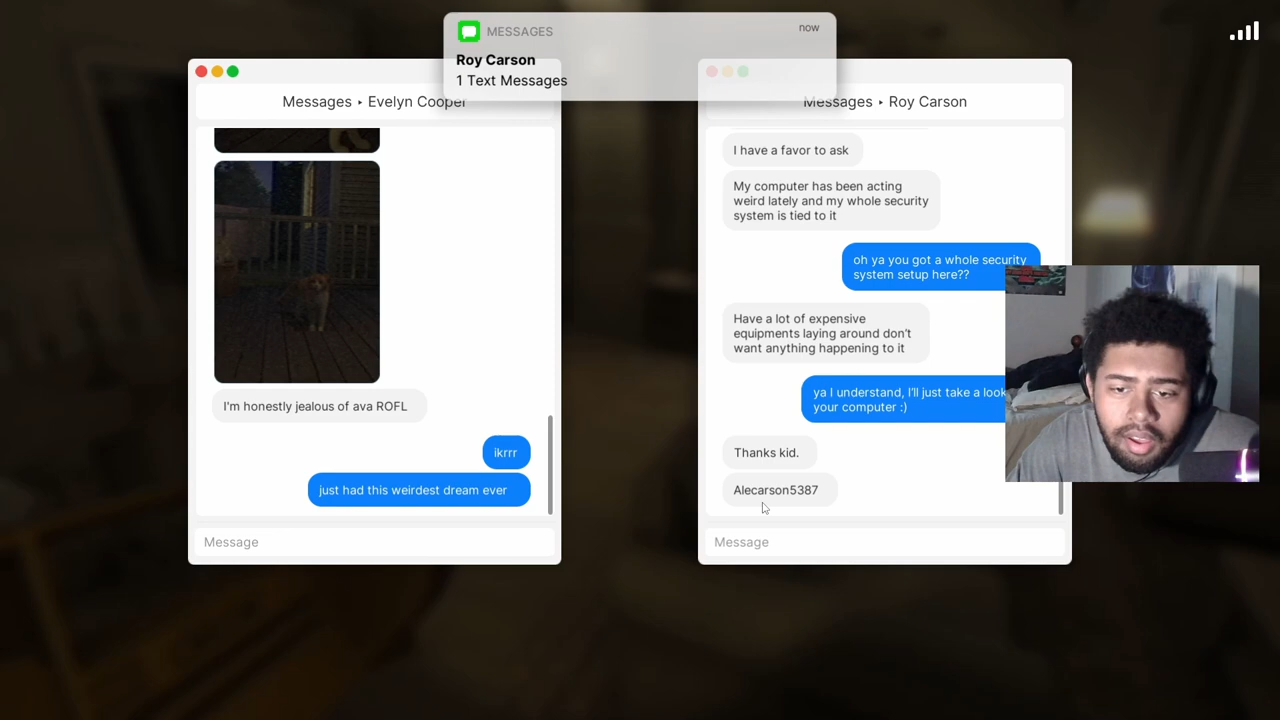 MESSAGES
now
Roy Carson
1 Text Messages
Messages ‣ Evelyn Cooper
I'm honestly jealous of ava ROFL
ikrrr
just had this weirdest dream ever
Message
Messages ‣ Roy Carson
I have a favor to ask
My computer has been acting
weird lately and my whole security
system is tied to it
oh ya you got a whole security
system setup here??
Have a lot of expensive
equipments laying around don't
want anything happening to it
ya I understand, I'll just take a look
your computer :)
Thanks kid.
Alecarson5387
Message